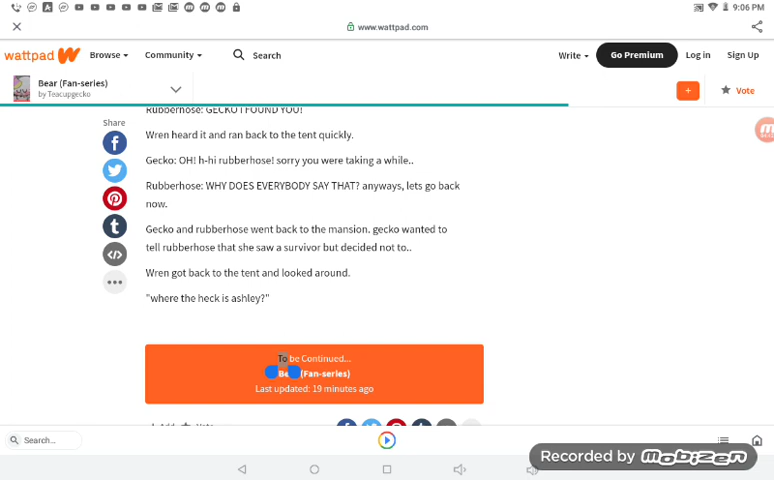 9:06 PM
www.wattpad.com
wattpad
Browse
Community
Search
Write
Go Premium
Log in
Sign Up
Bear (Fan-series)
by Teacupgecko
+
Vote
Share
Rubberhose: GECKO I FOUND YOU!
Wren heard it and ran back to the tent quickly.
Gecko: OH! h-hi rubberhose! sorry you were taking a while..
Rubberhose: WHY DOES EVERYBODY SAY THAT? anyways, lets go back
now.
Gecko and rubberhose went back to the mansion. gecko wanted to
tell rubberhose that she saw a survivor but decided not to..
Wren got back to the tent and looked around.
"where the heck is ashley?"
To be Continued...
Bear (Fan-series)
Last updated: 19 minutes ago
Search...
Recorded by mobizen